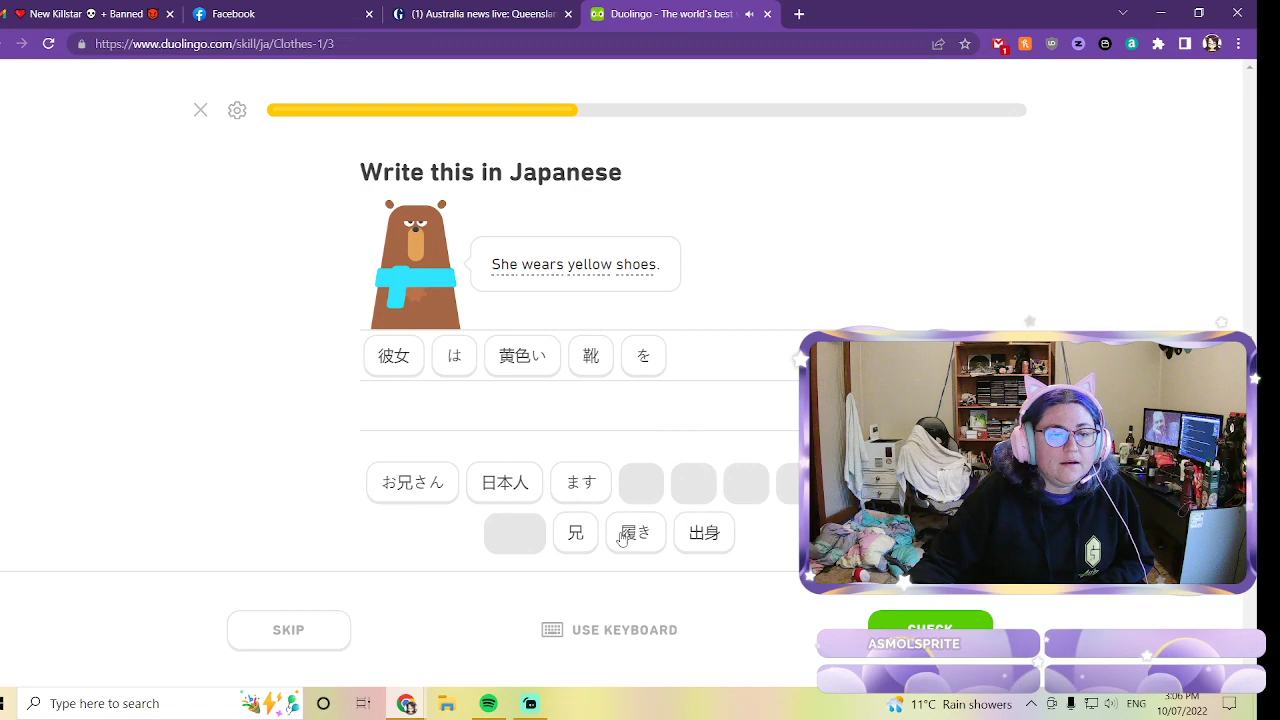 New Killstar 💀 + Banned 👹
Facebook
(1) Australia news live: Queensla
Duolingo - The world's best
https://www.duolingo.com/skill/ja/Clothes-1/3
1
Write this in Japanese
She wears yellow shoes.
彼女 は 黄色い 靴 を
お兄さん 日本人 ます
兄 履き 出身
SKIP
USE KEYBOARD
CHECK
ASMOLSPRITE
Type here to search
11°C Rain showers
3:06 PM
10/07/2022